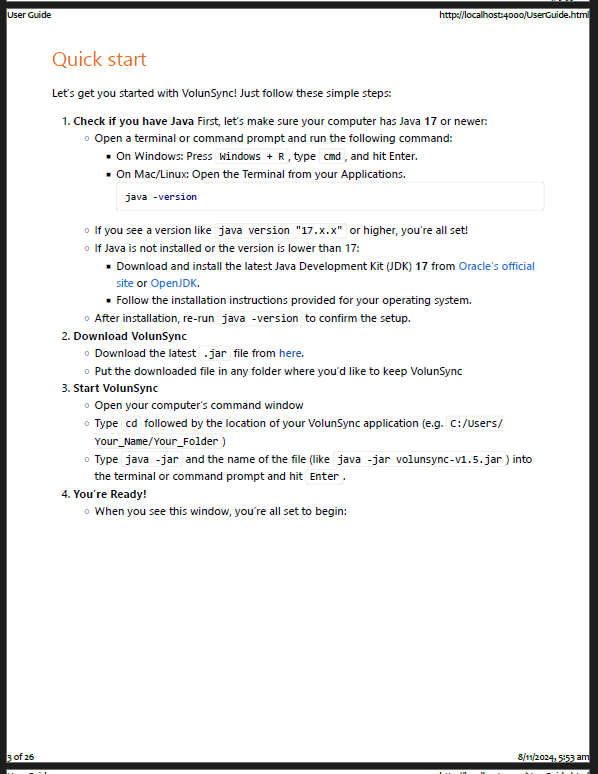 User Guide
http://localhost:4000/UserGuide.html
Quick start
Let's get you started with VolunSync! Just follow these simple steps:
1. Check if you have Java First, let's make sure your computer has Java 17 or newer:
Open a terminal or command prompt and run the following command:
On Windows: Press Windows + R , type cmd , and hit Enter.
On Mac/Linux: Open the Terminal from your Applications.
java -version
If you see a version like java version "17.x.x" or higher, you're all set!
If Java is not installed or the version is lower than 17:
Download and install the latest Java Development Kit (JDK) 17 from Oracle's official
site or OpenJDK.
Follow the installation instructions provided for your operating system.
After installation, re-run java -version to confirm the setup.
2. Download VolunSync
Download the latest .jar file from here.
Put the downloaded file in any folder where you'd like to keep VolunSync
3. Start VolunSync
Open your computer's command window
Type cd followed by the location of your VolunSync application (e.g. C:/Users/
Your_Name/Your_Folder )
Type java -jar and the name of the file (like java -jar volunsync-v1.5.jar ) into
the terminal or command prompt and hit Enter .
4. You're Ready!
When you see this window, you're all set to begin:
3 of 26
8/11/2024, 5:53 am